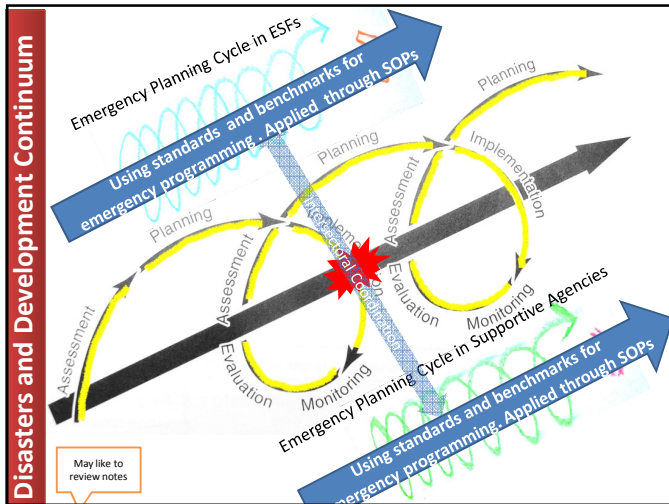 Disasters and Development Continuum
Emergency Planning Cycle in ESFs
Using standards and benchmarks for
emergency programming . Applied through SOPs
Planning
Planning
Implementation
Planning
Assessment
Assessment
Assessment
Intersectoral Coordination
Evaluation
Monitoring
Evaluation
Monitoring
Emergency Planning Cycle in Supportive Agencies
Using standards and benchmarks for
emergency programming. Applied through SOPs
May like to
review notes